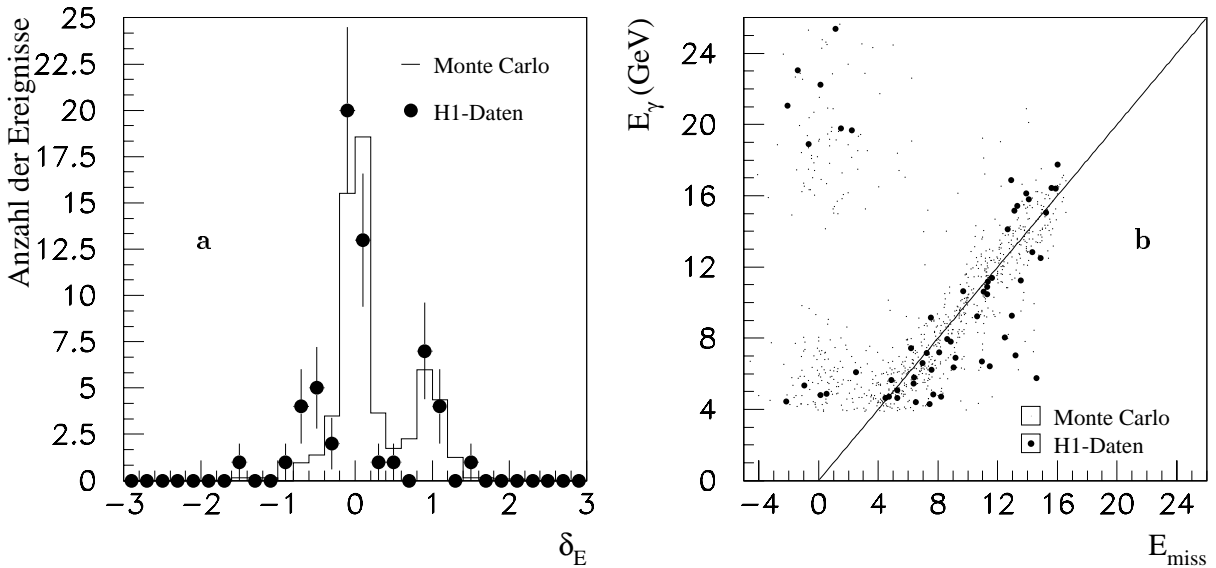 Anzahl der Ereignisse
25
22.5
20
17.5
15
12.5
10
7.5
5
2.5
0
Monte Carlo
H1-Daten
a
−3 −2 −1 0 1 2 3
δ_E
E_γ (GeV)
24
20
16
12
8
4
0
b
Monte Carlo
H1-Daten
−4 0 4 8 12 16 20 24
E_miss